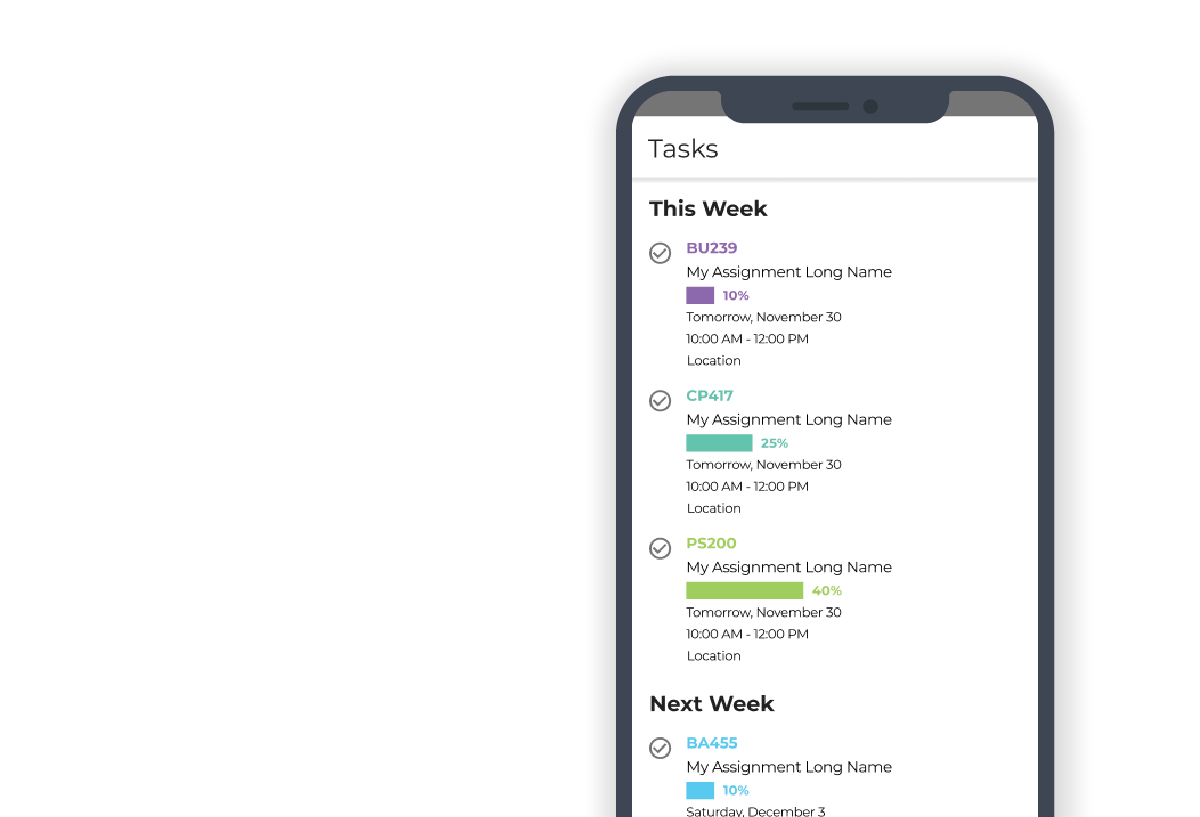 Tasks
This Week
BU239
My Assignment Long Name
10%
Tomorrow, November 30
10:00 AM - 12:00 PM
Location
CP417
My Assignment Long Name
25%
Tomorrow, November 30
10:00 AM - 12:00 PM
Location
PS200
My Assignment Long Name
40%
Tomorrow, November 30
10:00 AM - 12:00 PM
Location
Next Week
BA455
My Assignment Long Name
10%
Saturday, December 3